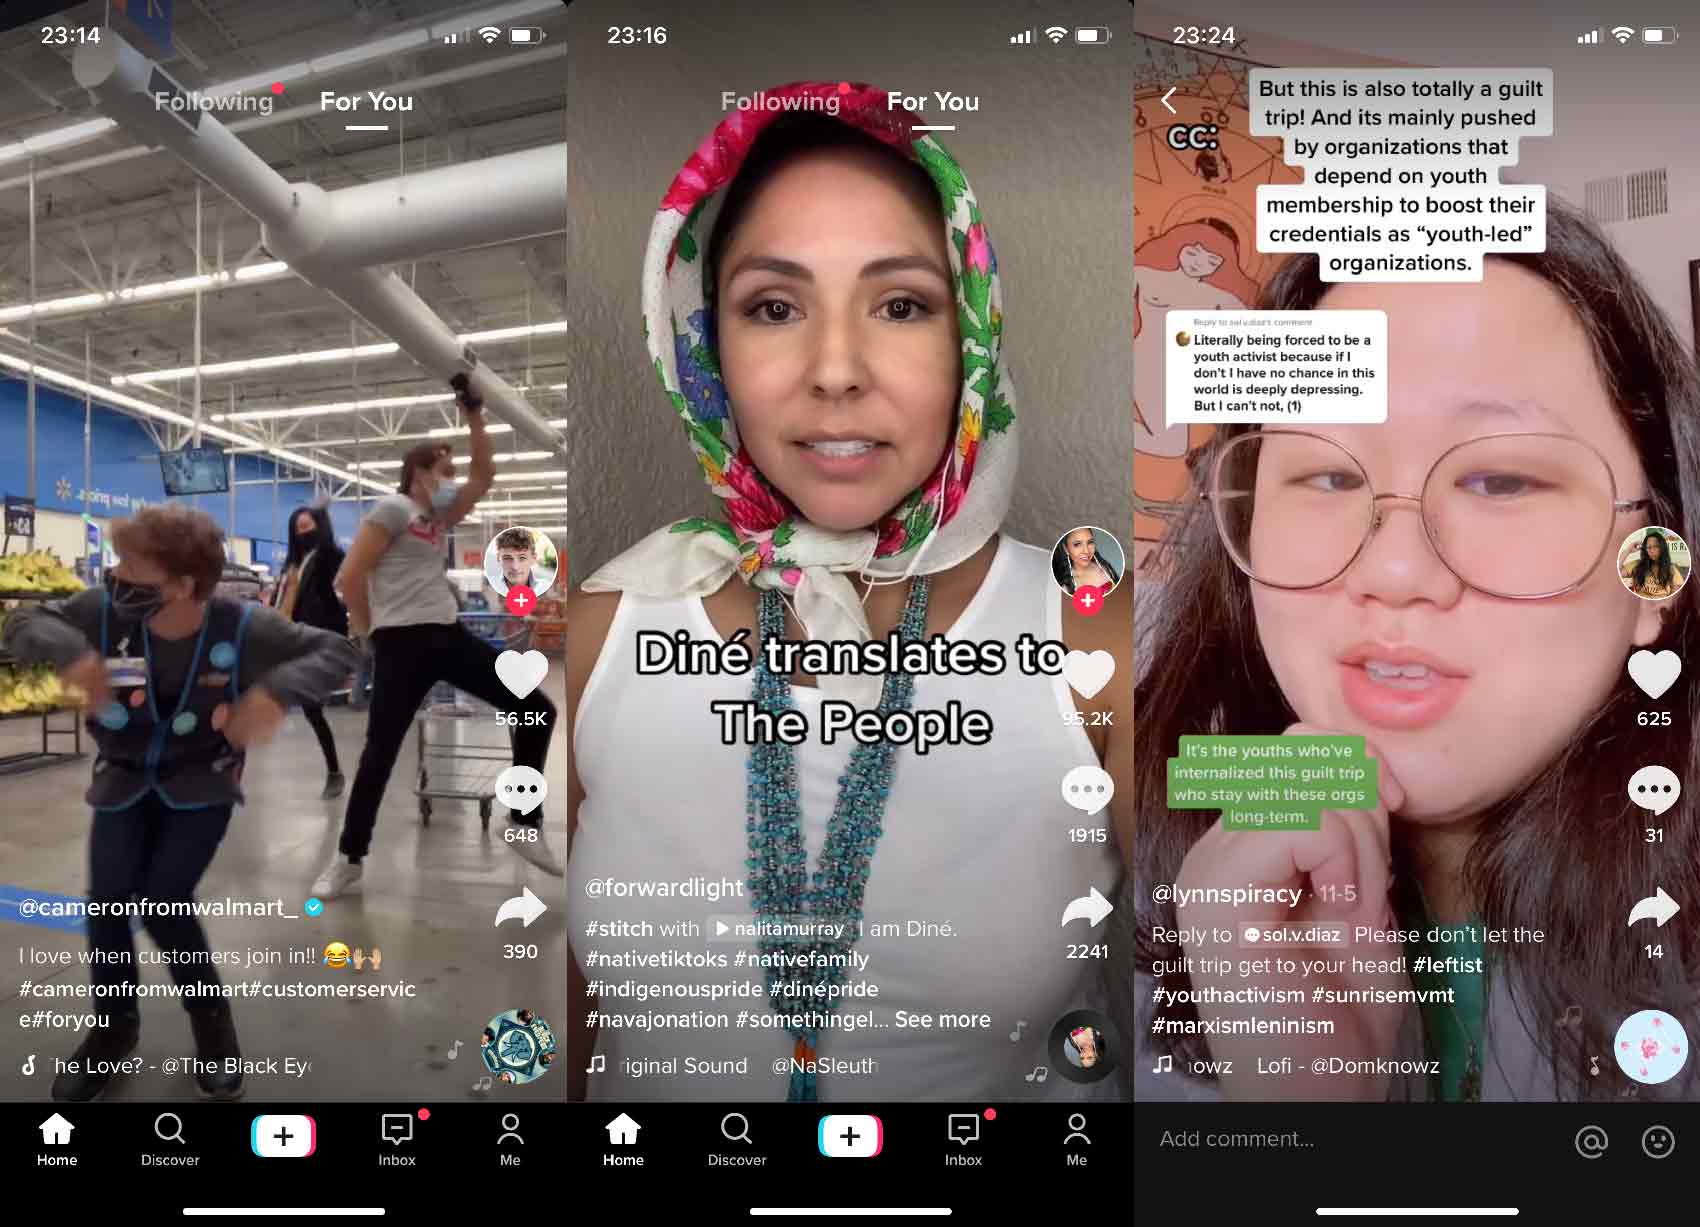 23:14
Following For You
56.5K
648
@cameronfromwalmart_
390
I love when customers join in!! 😂🙌🏼
#cameronfromwalmart#customerservic
e#foryou
he Love? - @The Black Ey
Home Discover Inbox Me
23:16
Following For You
Diné translates to
The People
95.2K
1915
@forwardlight
2241
#stitch with ▶ nalitamurray I am Diné.
#nativetiktoks #nativefamily
#indigenouspride #dinépride
#navajonation #somethingel... See more
riginal Sound @NaSleuth
Home Discover Inbox Me
23:24
But this is also totally a guilt
trip! And its mainly pushed
by organizations that
depend on youth
membership to boost their
credentials as “youth-led”
organizations.
CC:
Reply to sol.v.diaz's comment
Literally being forced to be a
youth activist because if I
don't I have no chance in this
world is deeply depressing.
But I can't not, (1)
625
It's the youths who've
internalized this guilt trip
who stay with these orgs
long-term.
31
@lynnspiracy · 11-5
14
Reply to sol.v.diaz Please don't let the
guilt trip get to your head! #leftist
#youthactivism #sunrisemvmt
#marxismleninism
owz Lofi - @Domknowz
Add comment...